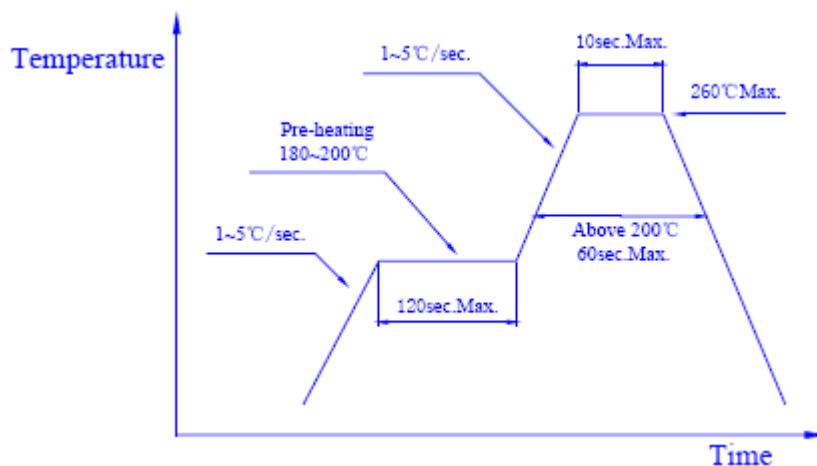 10sec.Max.
1~5℃/sec.
Temperature
260℃Max.
Pre-heating
180~200℃
Above 200℃
60sec.Max.
1~5℃/sec.
120sec.Max.
Time